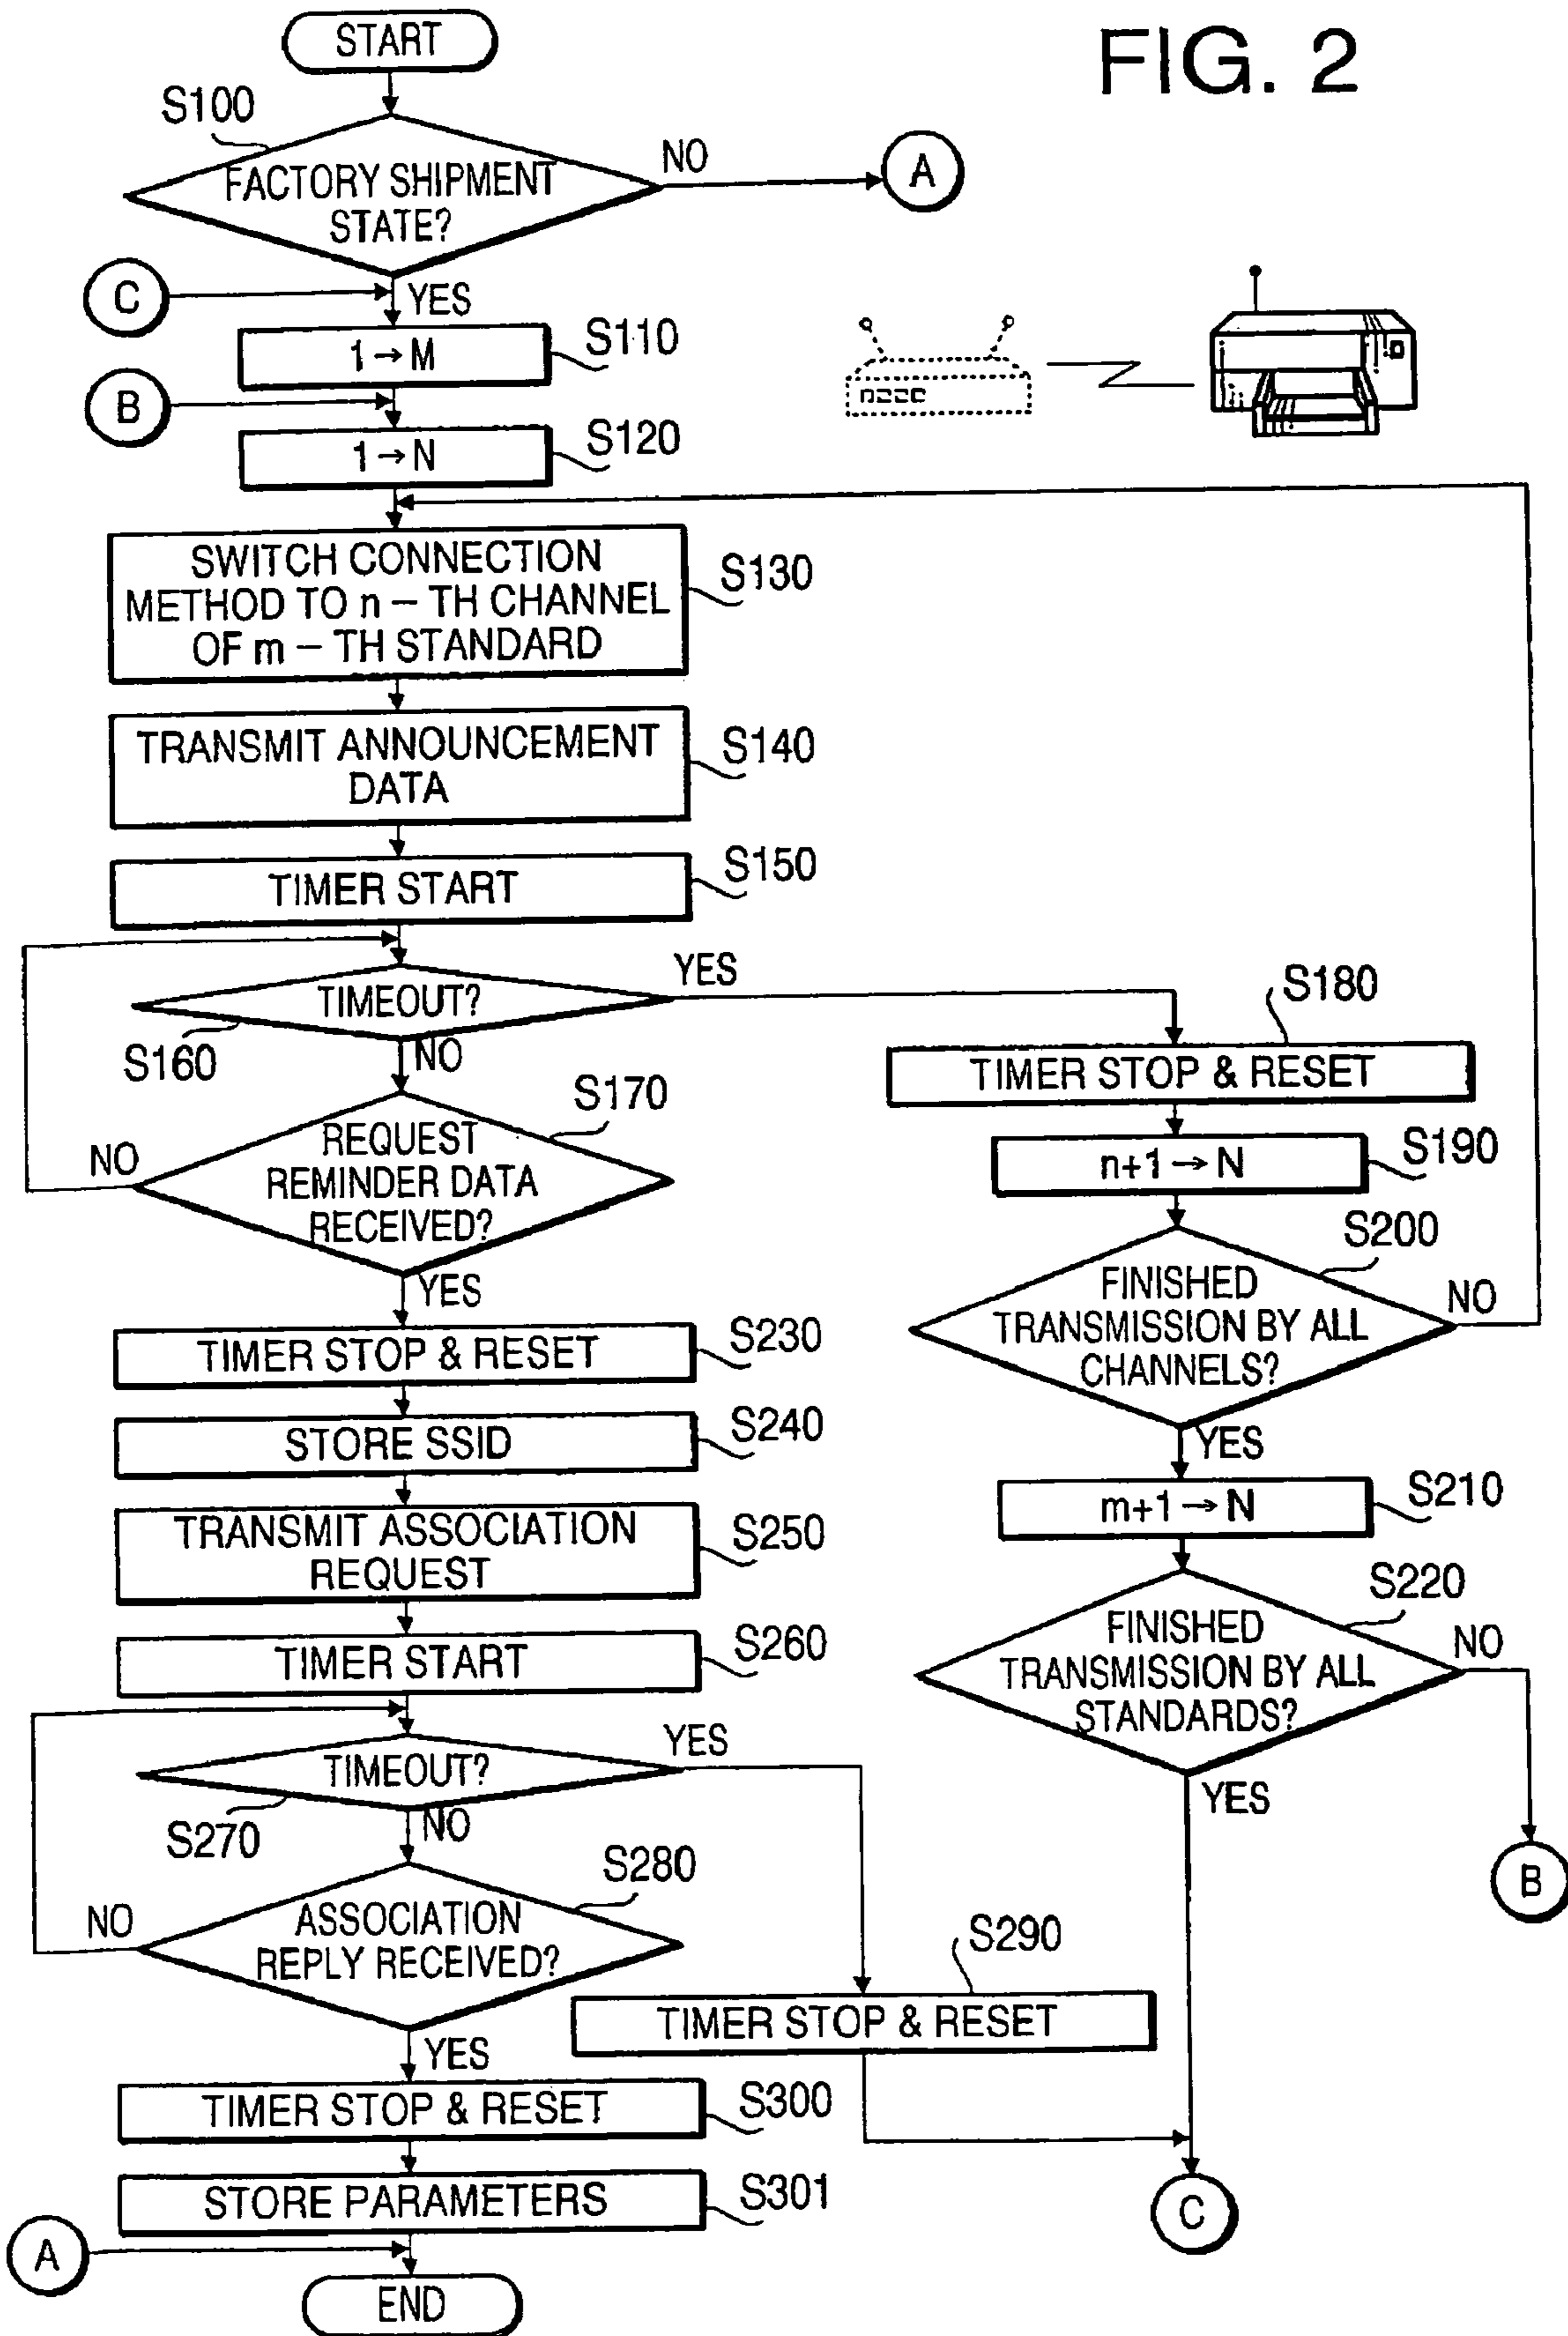 FIG. 2
START
S100
FACTORY SHIPMENT
STATE?
NO
A
C
YES
1→M
S110
B
1→N
S120
SWITCH CONNECTION
METHOD TO n – TH CHANNEL
OF m – TH STANDARD
S130
TRANSMIT ANNOUNCEMENT
DATA
S140
TIMER START
S150
TIMEOUT?
YES
S160
NO
S170
REQUEST
REMINDER DATA
RECEIVED?
NO
YES
S180
TIMER STOP & RESET
n+1→N
S190
S200
FINISHED
TRANSMISSION BY ALL
CHANNELS?
NO
YES
m+1→N
S210
S220
FINISHED
TRANSMISSION BY ALL
STANDARDS?
NO
YES
B
TIMER STOP & RESET
S230
STORE SSID
S240
TRANSMIT ASSOCIATION
REQUEST
S250
TIMER START
S260
TIMEOUT?
YES
S270
NO
S280
ASSOCIATION
REPLY RECEIVED?
NO
YES
S290
TIMER STOP & RESET
C
TIMER STOP & RESET
S300
STORE PARAMETERS
S301
A
END